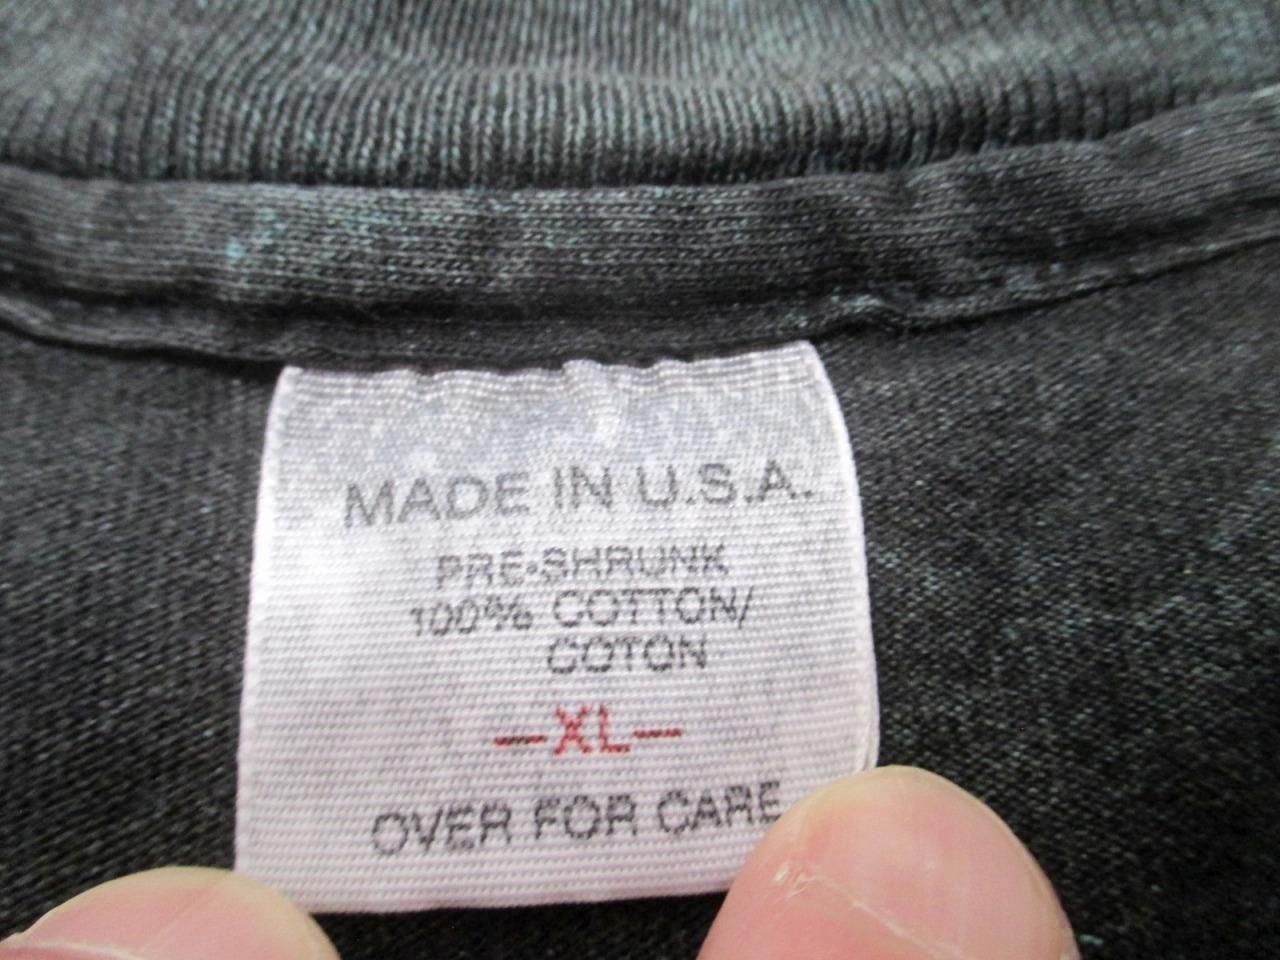 MADE IN U.S.A.
PRE-SHRUNK
100% COTTON/
COTON
—XL—
OVER FOR CARE